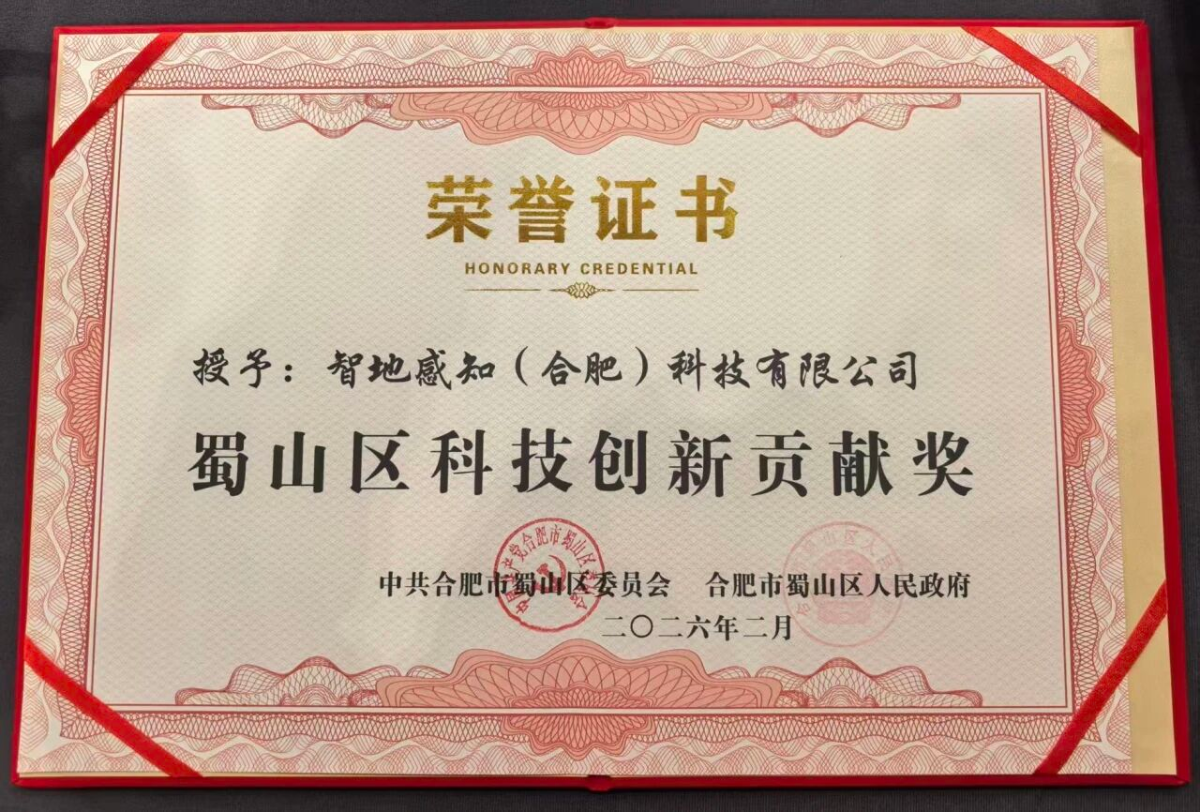 荣誉证书
HONORARY CREDENTIAL
授予：智地感知（合肥）科技有限公司
蜀山区科技创新贡献奖
中共合肥市蜀山区委员会 合肥市蜀山区人民政府
二〇二六年二月